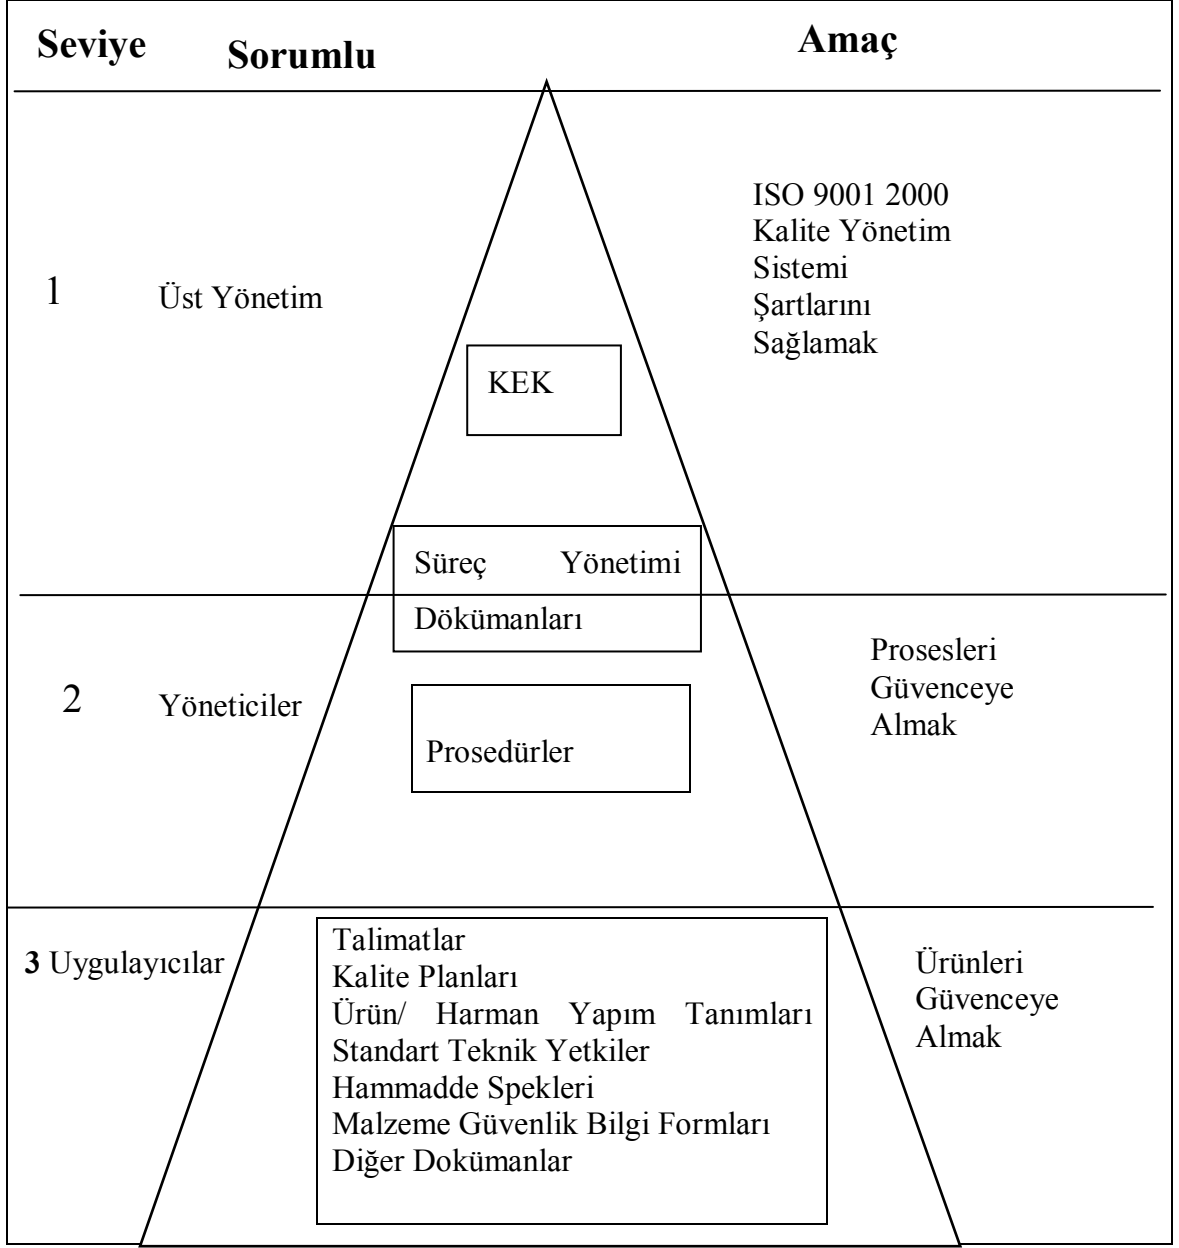 Seviye
Sorumlu
Amaç
1
Üst Yönetim
KEK
ISO 9001 2000
Kalite Yönetim
Sistemi
Şartlarını
Sağlamak
Süreç Yönetimi
Dökümanları
2
Yöneticiler
Prosedürler
Prosesleri
Güvenceye
Almak
3 Uygulayıcılar
Talimatlar
Kalite Planları
Ürün/ Harman Yapım Tanımları
Standart Teknik Yetkiler
Hammadde Spekleri
Malzeme Güvenlik Bilgi Formları
Diğer Dokümanlar
Ürünleri
Güvenceye
Almak